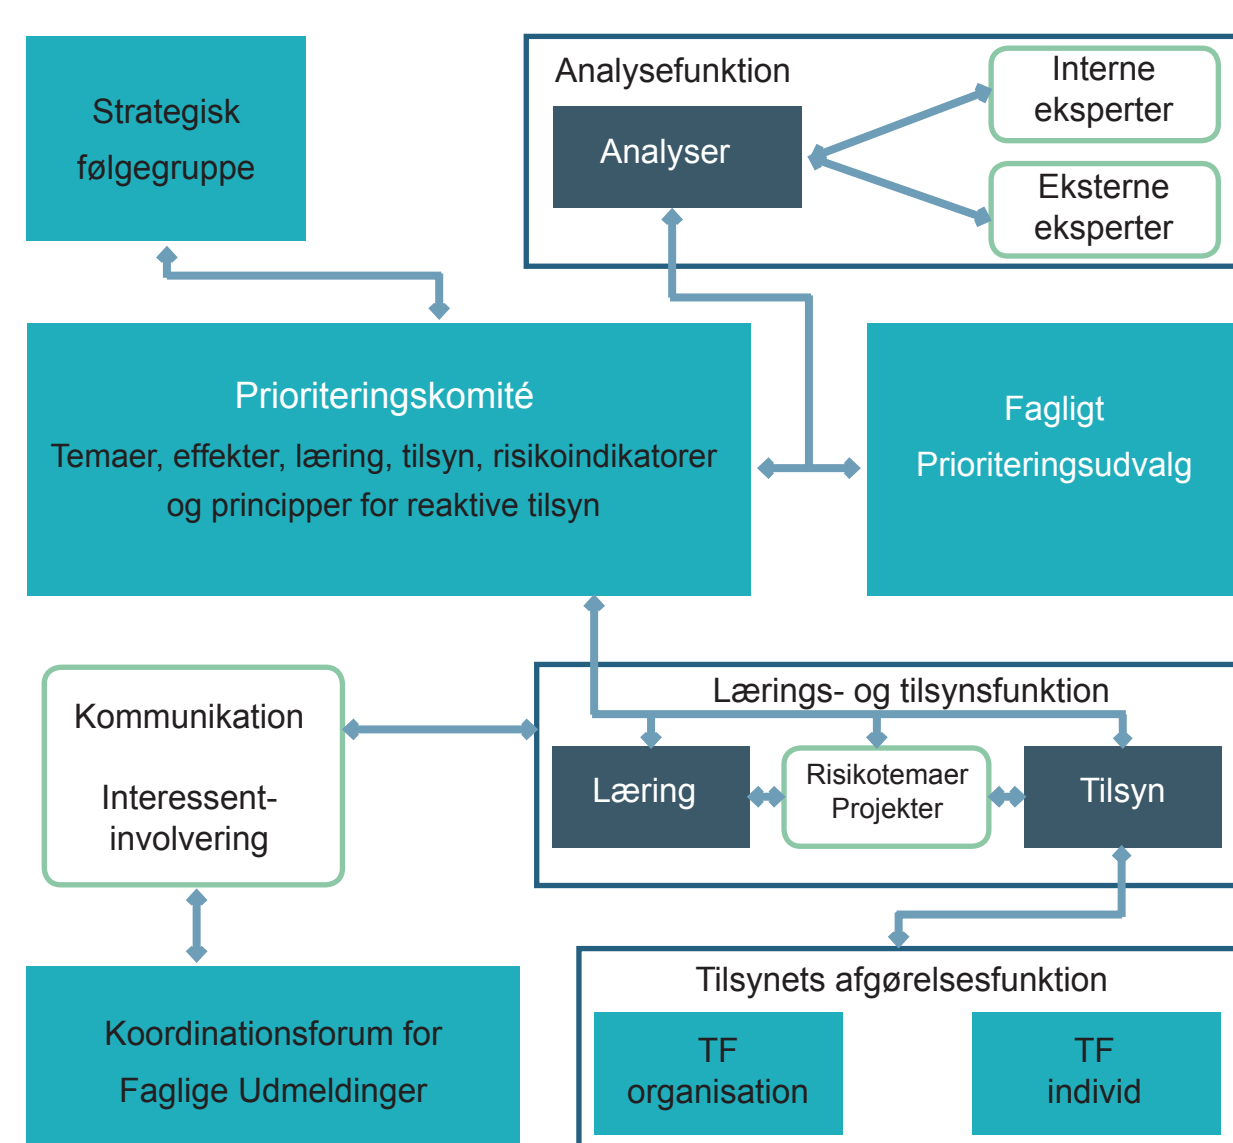 Strategisk
følgegruppe
Analysefunktion
Analyser
Interne
eksperter
Eksterne
eksperter
Prioriteringskomité
Temaer, effekter, læring, tilsyn, risikoindikatorer
og principper for reaktive tilsyn
Fagligt
Prioriteringsudvalg
Kommunikation
Interessent-
involvering
Lærings- og tilsynsfunktion
Læring
Risikotemaer
Projekter
Tilsyn
Koordinationsforum for
Faglige Udmeldinger
Tilsynets afgørelsesfunktion
TF
organisation
TF
individ